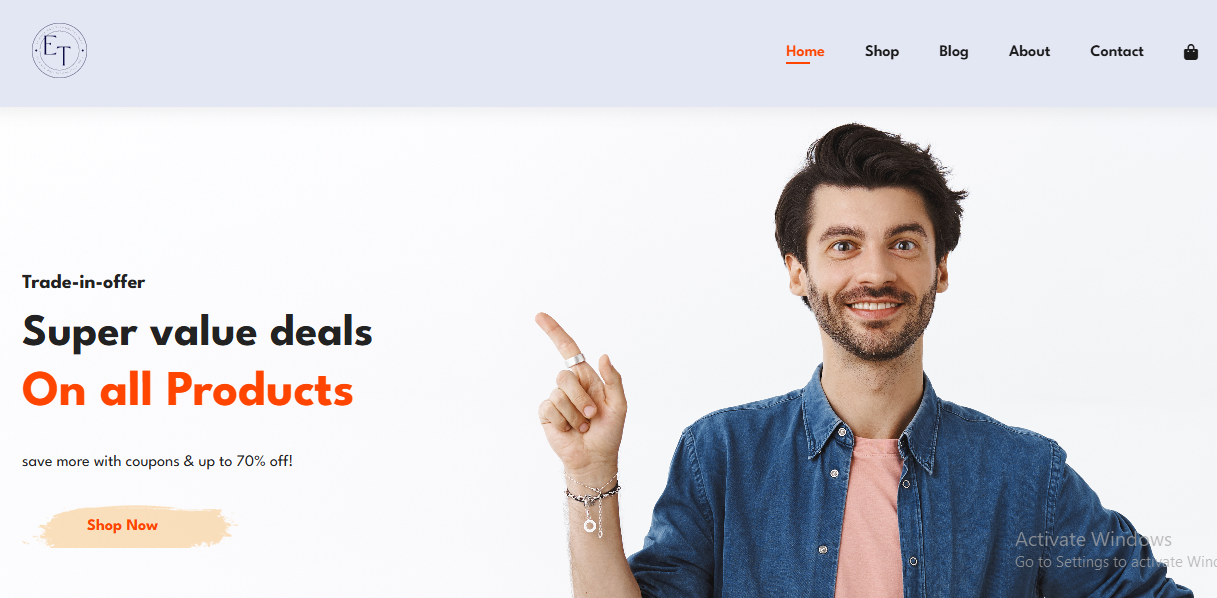 ET
Home Shop Blog About Contact
Trade-in-offer
Super value deals
On all Products
save more with coupons & up to 70% off!
Shop Now
Activate Windows
Go to Settings to activate Wind